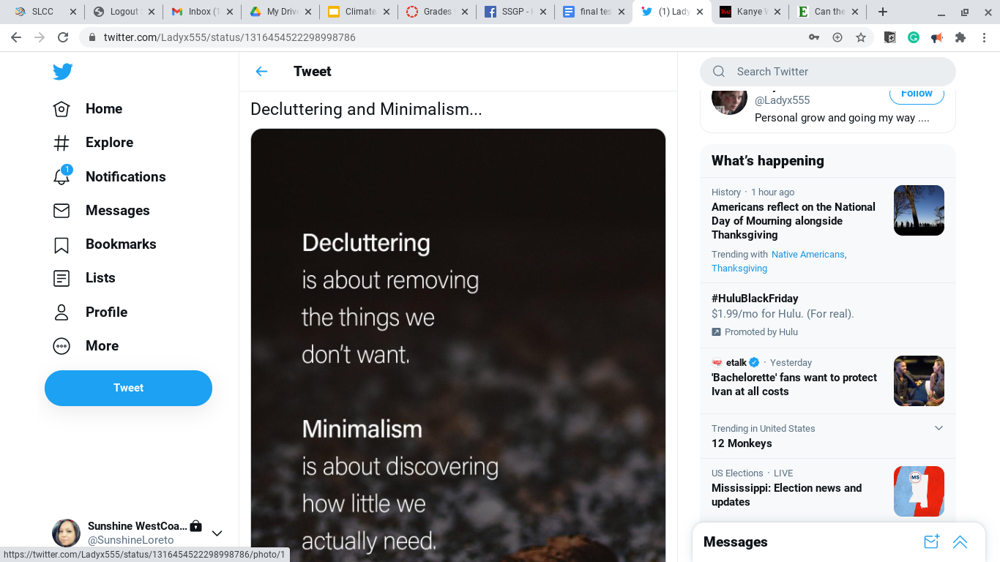 SLCC
Logout
Inbox (1
My Drive
Climate
Grades
SSGP -
final tes
(1) Lady
Kanye
Can the
twitter.com/Ladyx555/status/1316454522298998786
Home
Explore
1
Notifications
Messages
Bookmarks
Lists
Profile
More
Tweet
Sunshine WestCoa...
@SunshineLoreto
https://twitter.com/Ladyx555/status/1316454522298998786/photo/1
Tweet
Decluttering and Minimalism...
Decluttering
is about removing
the things we
don't want.
Minimalism
is about discovering
how little we
actually need.
Search Twitter
@Ladyx555
Follow
Personal grow and going my way ....
What's happening
History · 1 hour ago
Americans reflect on the National
Day of Mourning alongside
Thanksgiving
Trending with Native Americans,
Thanksgiving
#HuluBlackFriday
$1.99/mo for Hulu. (For real).
Promoted by Hulu
etalk · Yesterday
'Bachelorette' fans want to protect
Ivan at all costs
Trending in United States
12 Monkeys
US Elections · LIVE
Mississippi: Election news and
updates
MS
Messages